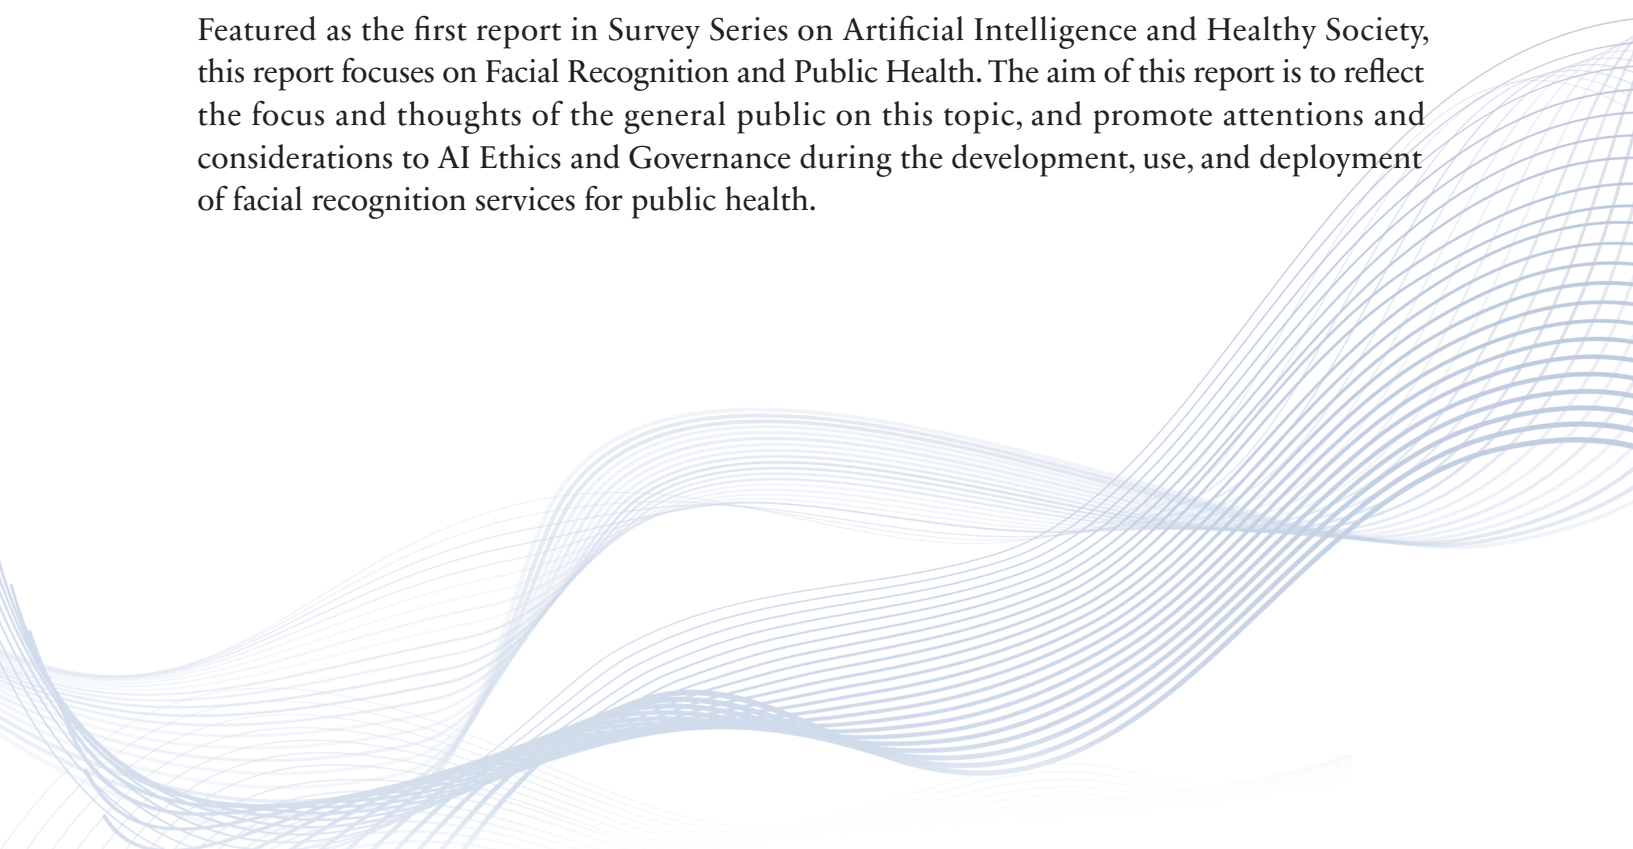 Featured as the first report in Survey Series on Artificial Intelligence and Healthy Society,
this report focuses on Facial Recognition and Public Health. The aim of this report is to reflect
the focus and thoughts of the general public on this topic, and promote attentions and
considerations to AI Ethics and Governance during the development, use, and deployment
of facial recognition services for public health.